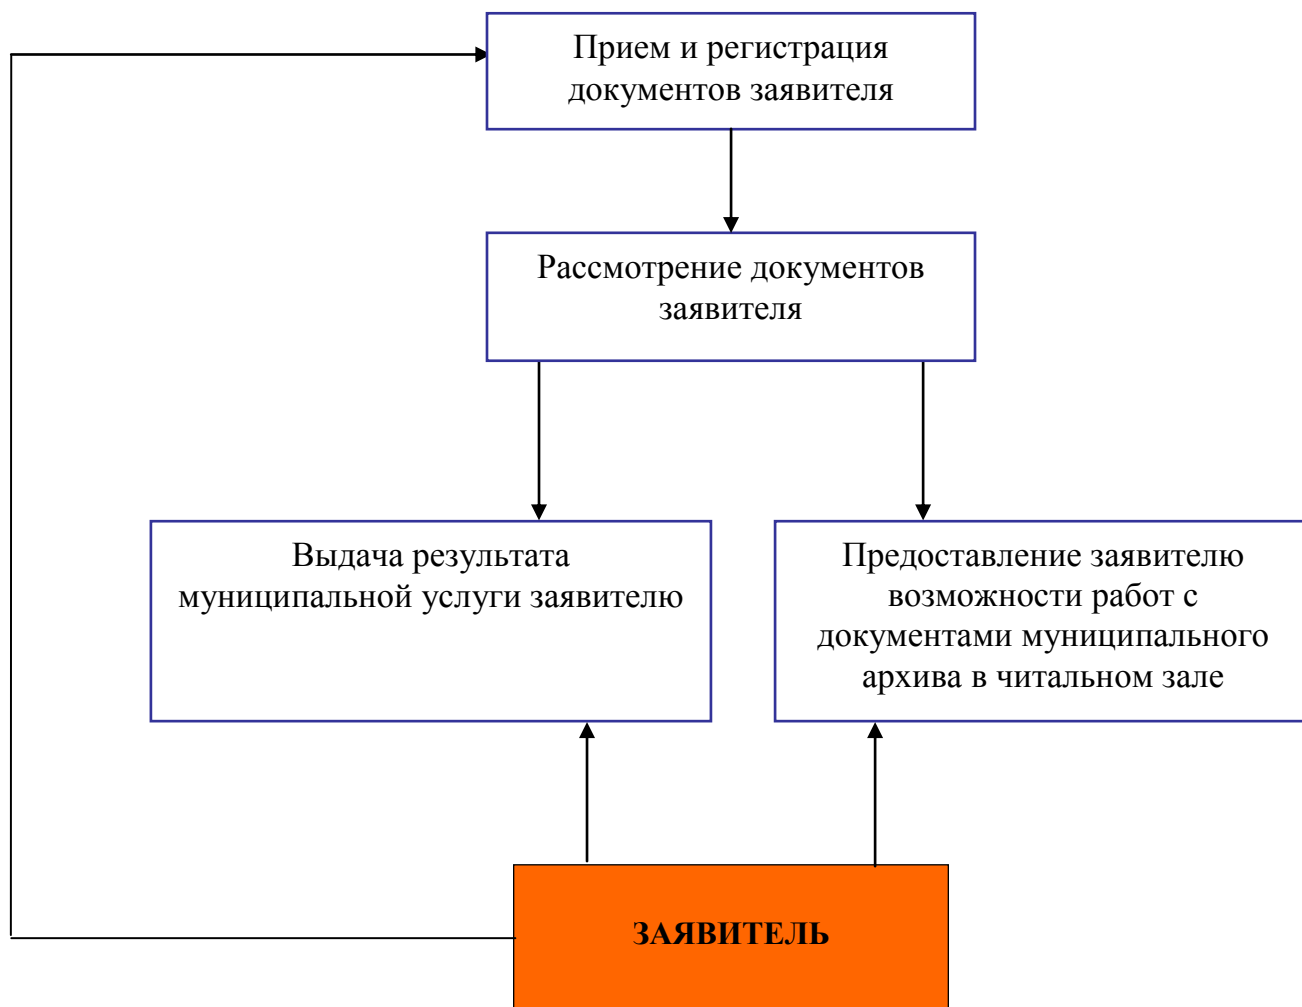 Прием и регистрация
документов заявителя
Рассмотрение документов
заявителя
Выдача результата
муниципальной услуги заявителю
Предоставление заявителю
возможности работ с
документами муниципального
архива в читальном зале
ЗАЯВИТЕЛЬ